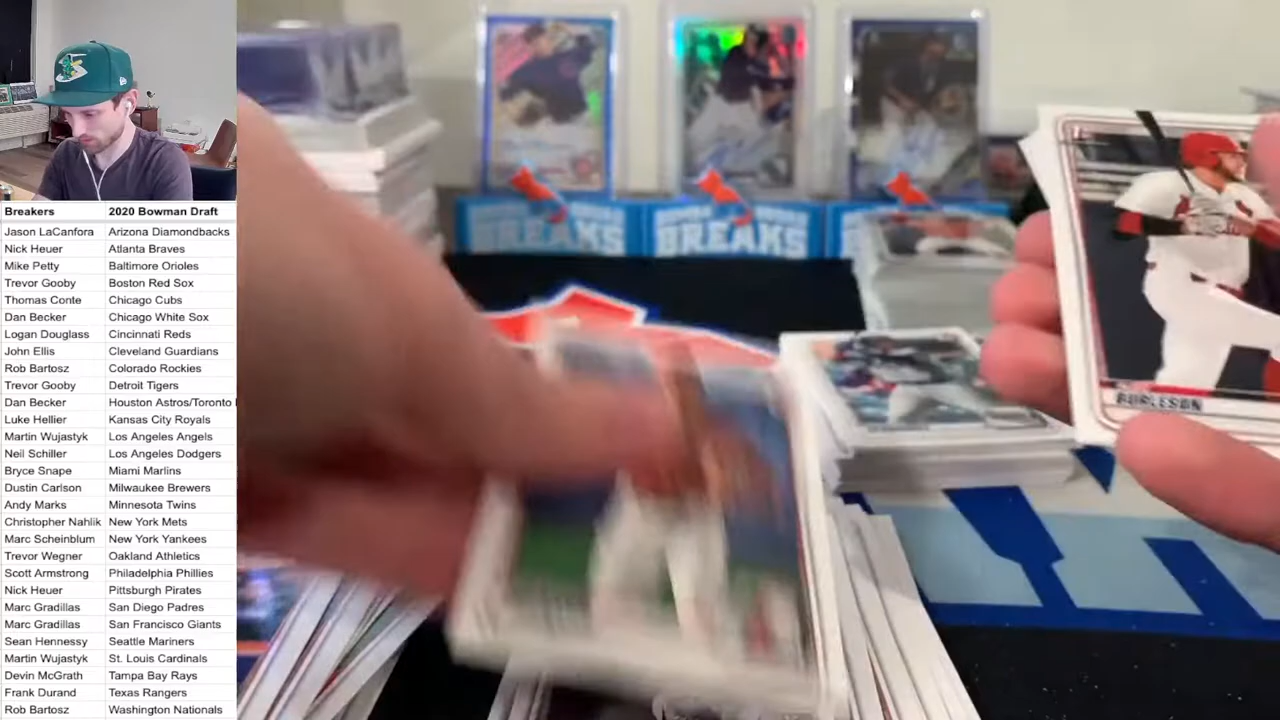 Breakers 2020 Bowman Draft
Jason LaCanfora Arizona Diamondbacks
Nick Heuer Atlanta Braves
Mike Petty Baltimore Orioles
Trevor Gooby Boston Red Sox
Thomas Conte Chicago Cubs
Dan Becker Chicago White Sox
Logan Douglass Cincinnati Reds
John Ellis Cleveland Guardians
Rob Bartosz Colorado Rockies
Trevor Gooby Detroit Tigers
Dan Becker Houston Astros/Toronto
Luke Hellier Kansas City Royals
Martin Wujastyk Los Angeles Angels
Neil Schiller Los Angeles Dodgers
Bryce Snape Miami Marlins
Dustin Carlson Milwaukee Brewers
Andy Marks Minnesota Twins
Christopher Nahlik New York Mets
Marc Scheinblum New York Yankees
Trevor Wegner Oakland Athletics
Scott Armstrong Philadelphia Phillies
Nick Heuer Pittsburgh Pirates
Marc Gradillas San Diego Padres
Marc Gradillas San Francisco Giants
Sean Hennessy Seattle Mariners
Martin Wujastyk St. Louis Cardinals
Devin McGrath Tampa Bay Rays
Frank Durand Texas Rangers
Rob Bartosz Washington Nationals
BREAKS
BREAKS
BREAKS
BURLESON